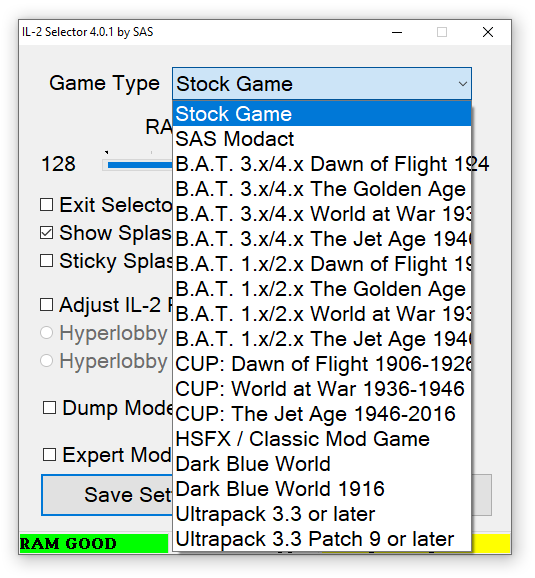 IL-2 Selector 4.0.1 by SAS
Game Type
Stock Game
Stock Game
RA
SAS Modact
128
B.A.T. 3.x/4.x Dawn of Flight 1924
B.A.T. 3.x/4.x The Golden Age
Exit Selecto
B.A.T. 3.x/4.x World at War 193
Show Splas
B.A.T. 3.x/4.x The Jet Age 1946
Sticky Splas
B.A.T. 1.x/2.x Dawn of Flight 19
B.A.T. 1.x/2.x The Golden Age
Adjust IL-2
B.A.T. 1.x/2.x World at War 193
Hyperlobby
B.A.T. 1.x/2.x The Jet Age 1946
Hyperlobby
CUP: Dawn of Flight 1906-1926
CUP: World at War 1936-1946
Dump Mode
CUP: The Jet Age 1946-2016
HSFX / Classic Mod Game
Expert Mod
Dark Blue World
Save Set
Dark Blue World 1916
Ultrapack 3.3 or later
RAM GOOD
Ultrapack 3.3 Patch 9 or later